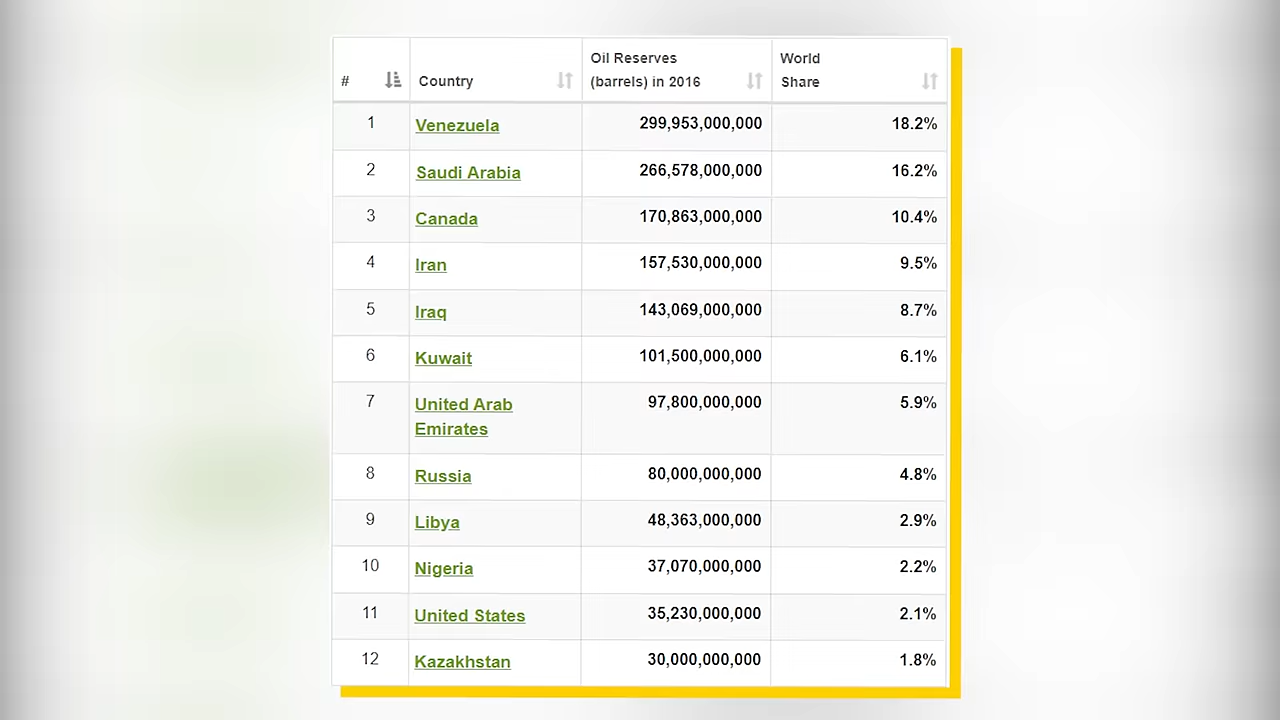 # Country Oil Reserves (barrels) in 2016 World Share
1 Venezuela 299,953,000,000 18.2%
2 Saudi Arabia 266,578,000,000 16.2%
3 Canada 170,863,000,000 10.4%
4 Iran 157,530,000,000 9.5%
5 Iraq 143,069,000,000 8.7%
6 Kuwait 101,500,000,000 6.1%
7 United Arab Emirates 97,800,000,000 5.9%
8 Russia 80,000,000,000 4.8%
9 Libya 48,363,000,000 2.9%
10 Nigeria 37,070,000,000 2.2%
11 United States 35,230,000,000 2.1%
12 Kazakhstan 30,000,000,000 1.8%